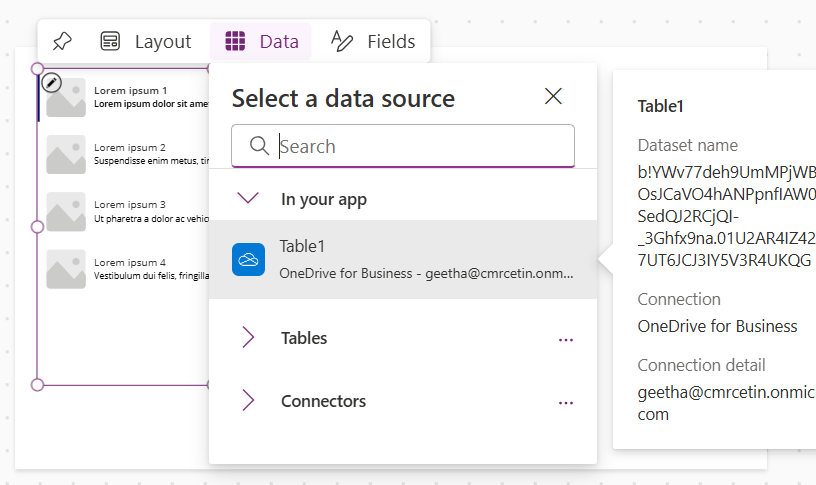 Layout
Data
Fields
Lorem ipsum 1
Lorem ipsum dolor sit ame
Lorem ipsum 2
Suspendisse enim metus, tin
Lorem ipsum 3
Ut pharetra a dolor ac vehic
Lorem ipsum 4
Vestibulum dui felis, fringilla
Select a data source
Search
In your app
Table1
OneDrive for Business - geetha@cmrcetin.onm...
Tables
...
Connectors
...
Table1
Dataset name
b!YWv77deh9UmMPjWB
OsJCaVO4hANPpnfIAW0
SedQJ2RCjQI-
_3Ghfx9na.01U2AR4IZ42
7UT6JCJ3IY5V3R4UKQG
Connection
OneDrive for Business
Connection detail
geetha@cmrcetin.onmic
com